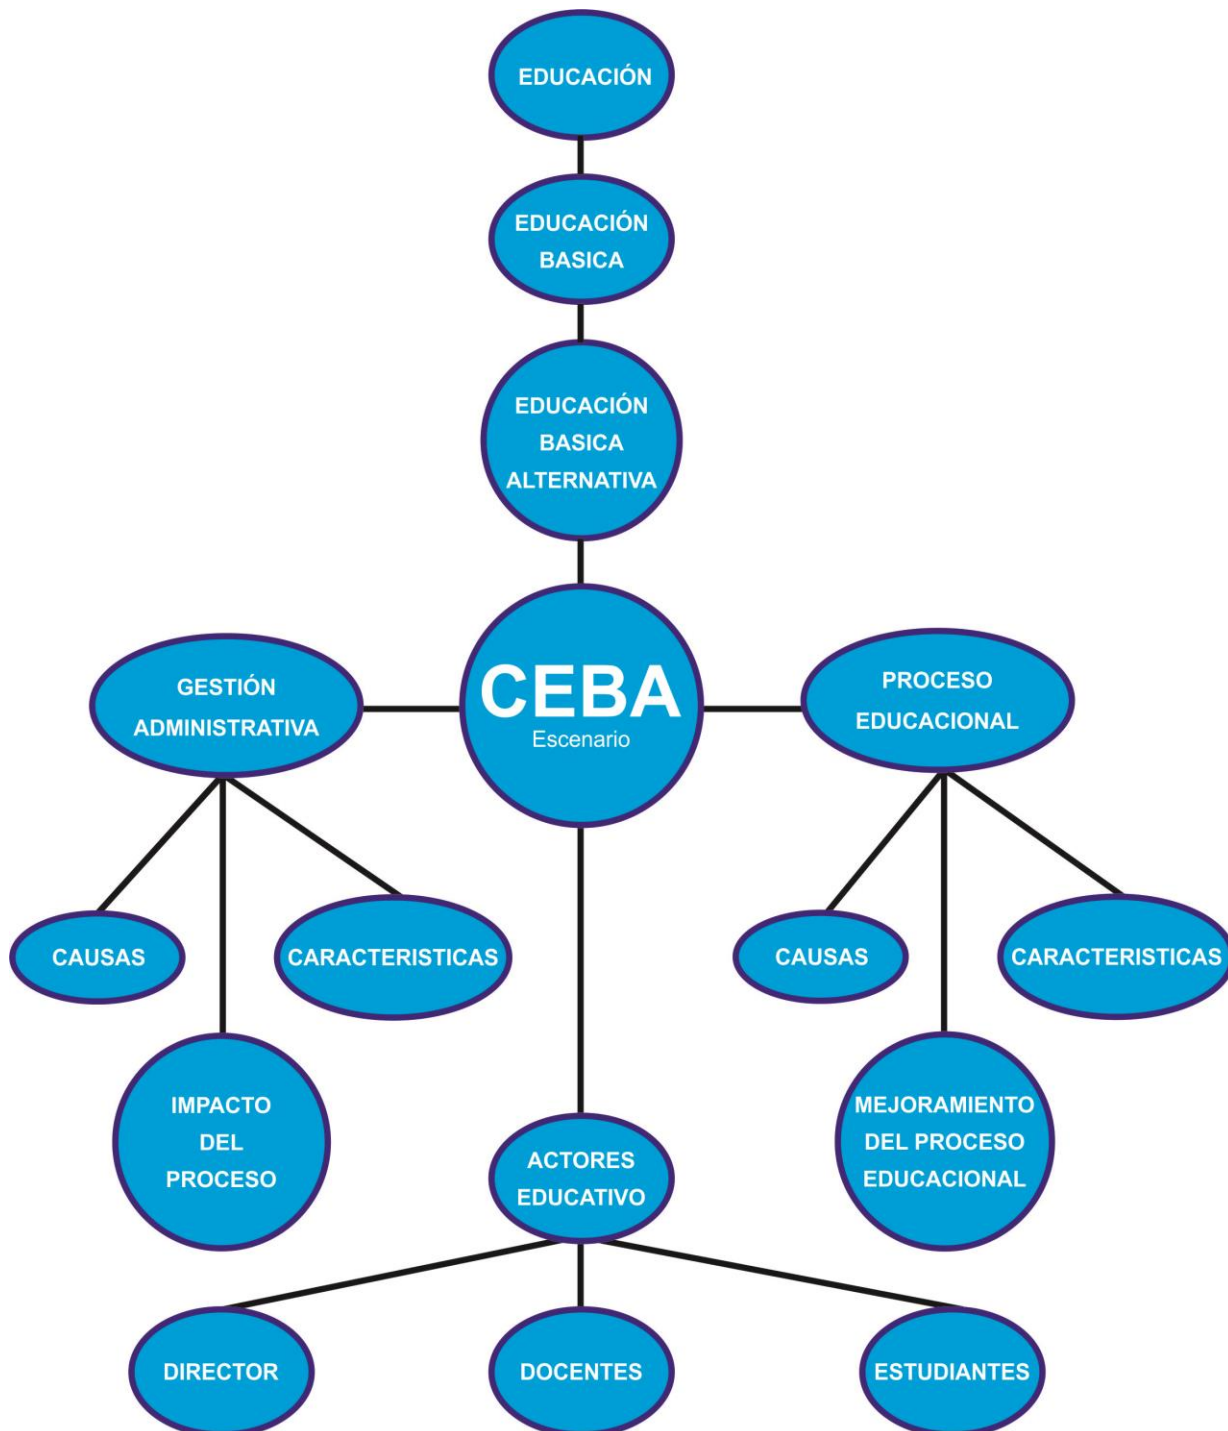 EDUCACIÓN
EDUCACIÓN
BASICA
EDUCACIÓN
BASICA
ALTERNATIVA
CEBA
Escenario
GESTIÓN
ADMINISTRATIVA
PROCESO
EDUCACIONAL
CAUSAS
CARACTERISTICAS
CAUSAS
CARACTERISTICAS
IMPACTO
DEL
PROCESO
MEJORAMIENTO
DEL PROCESO
EDUCACIONAL
ACTORES
EDUCATIVO
DIRECTOR
DOCENTES
ESTUDIANTES